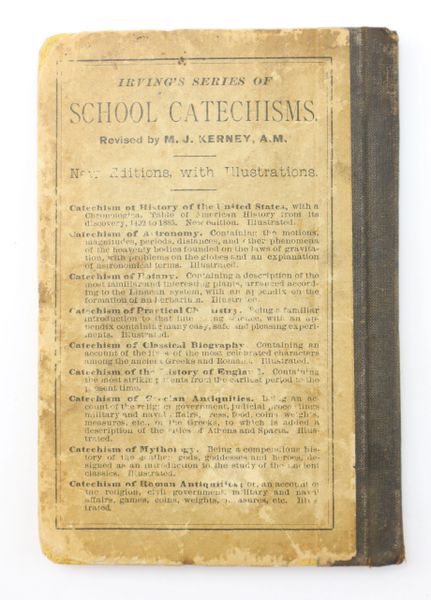 IRVING'S SERIES OF
SCHOOL CATECHISMS,
Revised by M. J. KERNEY, A.M.
New Editions, with Illustrations.
Catechism of History of the United States, with a
Chronological Table of American History from its
discovery, 1492 to 1885. New edition. Illustrated.
Catechism of Astronomy. Containing the motions,
magnitudes, periods, distances, and other phenomena
of the heavenly bodies founded on the laws of gravita-
tion, with problems on the globes and an explanation
of astronomical terms. Illustrated.
Catechism of Botany. Containing a description of the
most familiar and interesting plants, arranged according
to the Linnæan system, with an appendix on the
formation of an herbarium. Illustrated.
Catechism of Practical Chemistry. Being a familiar
introduction to that interesting science, with an ap-
pendix containing many easy, safe and pleasing experi-
ments. Illustrated.
Catechism of Classical Biography. Containing an
account of the lives of the most celebrated characters
among the ancient Greeks and Romans. Illustrated.
Catechism of the History of England. Containing
the most striking events from the earliest period to the
present time.
Catechism of Grecian Antiquities. Being an ac-
count of the religion, government, judicial proceedings
military and naval affairs, dress, food, coins, weights,
measures, etc., of the Greeks, to which is added a
description of the cities of Athens and Sparta. Illus-
trated.
Catechism of Mythology. Being a compendious his-
tory of the heathen gods, goddesses and heroes, de-
signed as an introduction to the study of the ancient
classics. Illustrated.
Catechism of Roman Antiquities; or, an account of
the religion, civil government, military and naval
affairs, games, coins, weights, measures, etc. Illus-
trated.